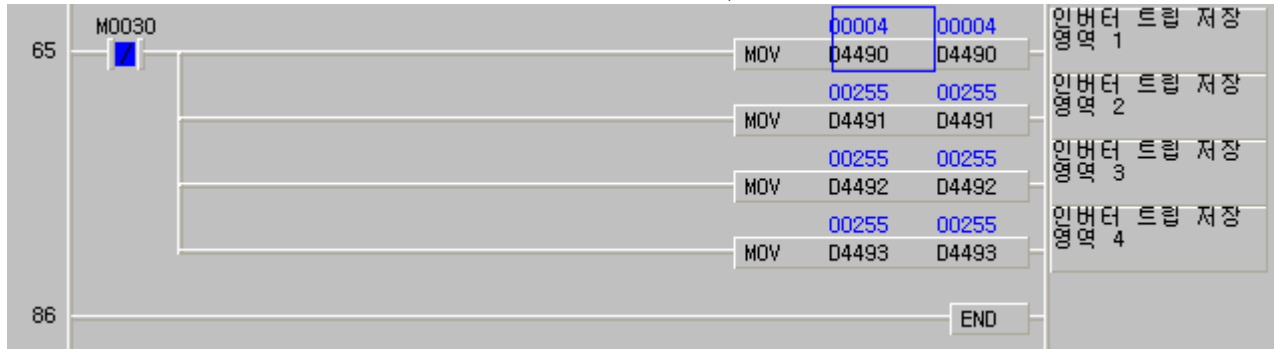 M0030 00004 00004 인버터 트립 저장
65 MOV D4490 D4490 영역 1
00255 00255 인버터 트립 저장
MOV D4491 D4491 영역 2
00255 00255 인버터 트립 저장
MOV D4492 D4492 영역 3
00255 00255 인버터 트립 저장
MOV D4493 D4493 영역 4
86 END